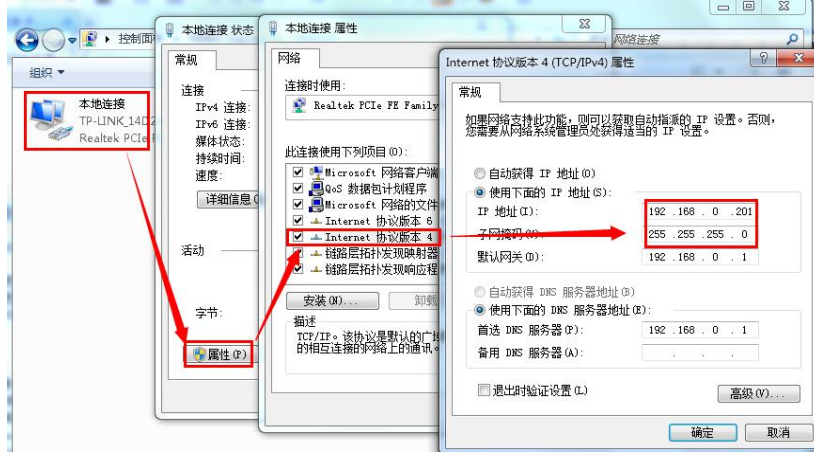 控制面
组织
本地连接
TP-LINK_14D2
Realtek PCIe
本地连接 状态
常规
连接
IPv4 连接:
IPv6 连接:
媒体状态:
持续时间:
速度:
详细信息
活动
字节:
属性(P)
本地连接 属性
网络
连接时使用:
Realtek PCIe FE Family
此连接使用下列项目(O):
Microsoft 网络客户端
QoS 数据包计划程序
Microsoft 网络的文件
Internet 协议版本 6
Internet 协议版本 4
链路层拓扑发现映射器
链路层拓扑发现响应程
安装(N)...
卸载
描述
TCP/IP。该协议是默认的广
的相互连接的网络上的通讯。
网络连接
Internet 协议版本 4 (TCP/IPv4) 属性
常规
如果网络支持此功能,则可以获取自动指派的 IP 设置。否则,
您需要从网络系统管理员处获得适当的 IP 设置。
自动获得 IP 地址(O)
使用下面的 IP 地址(S):
IP 地址(I): 192 .168 . 0 .201
子网掩码(U): 255 .255 .255 . 0
默认网关(D): 192 .168 . 0 . 1
自动获得 DNS 服务器地址(B)
使用下面的 DNS 服务器地址(E):
首选 DNS 服务器(P): 192 .168 . 0 . 1
备用 DNS 服务器(A): . . .
退出时验证设置(L)
高级(V)...
确定
取消